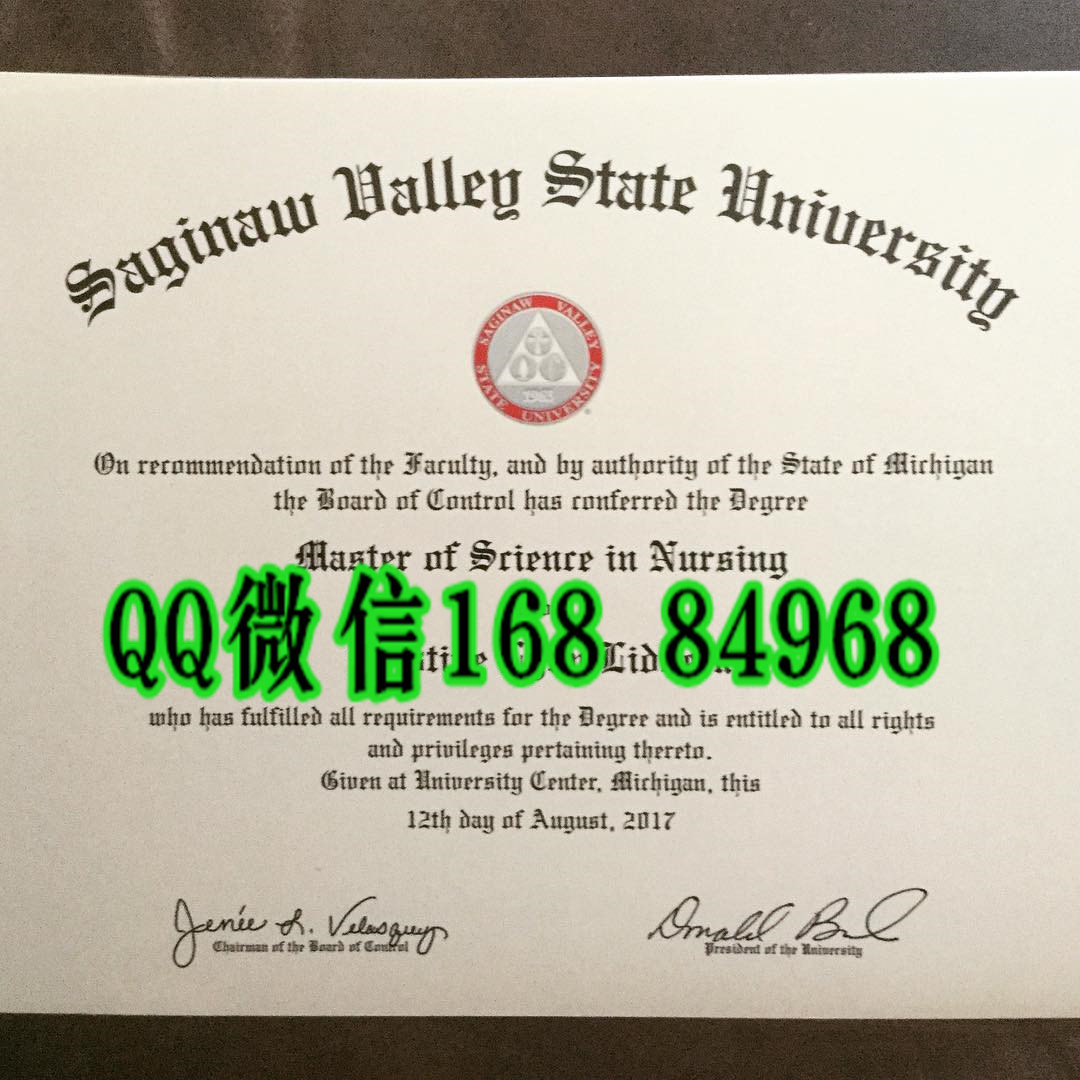 Saginaw Valley State University
SAGINAW VALLEY STATE UNIVERSITY
1963
On recommendation of the Faculty, and by authority of the State of Michigan
the Board of Control has conferred the Degree
Master of Science in Nursing
QQ微信168 84968
who has fulfilled all requirements for the Degree and is entitled to all rights
and privileges pertaining thereto.
Given at University Center, Michigan, this
12th day of August, 2017
Jenée L. Velasquez
Chairman of the Board of Control
Donald
President of the University